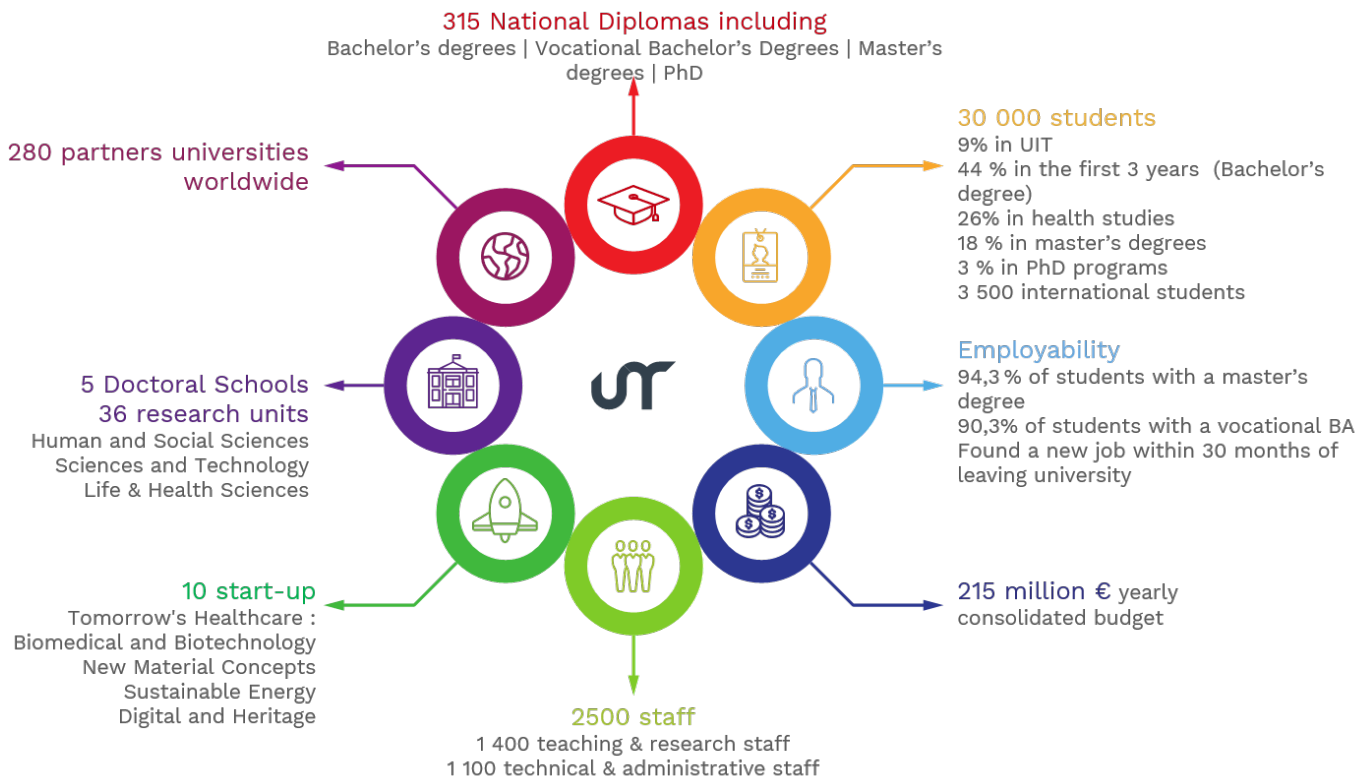 315 National Diplomas including
Bachelor's degrees | Vocational Bachelor's Degrees | Master's
degrees | PhD
280 partners universities
worldwide
30 000 students
9% in UIT
44 % in the first 3 years (Bachelor's
degree)
26% in health studies
18 % in master's degrees
3 % in PhD programs
3 500 international students
5 Doctoral Schools
36 research units
Human and Social Sciences
Sciences and Technology
Life & Health Sciences
UT
Employability
94,3 % of students with a master's
degree
90,3% of students with a vocational BA
Found a new job within 30 months of
leaving university
10 start-up
Tomorrow's Healthcare :
Biomedical and Biotechnology
New Material Concepts
Sustainable Energy
Digital and Heritage
215 million € yearly
consolidated budget
2500 staff
1 400 teaching & research staff
1 100 technical & administrative staff